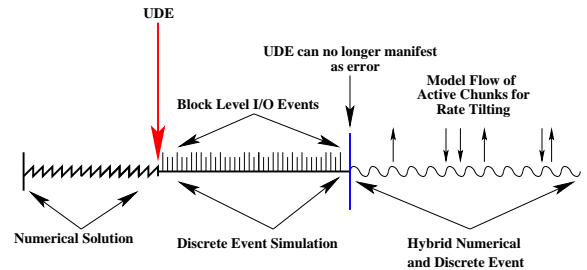 UDE
UDE can no longer manifest
as error
Model Flow of
Active Chunks for
Rate Tilting
Block Level I/O Events
Numerical Solution
Discrete Event Simulation
Hybrid Numerical
and Discrete Event